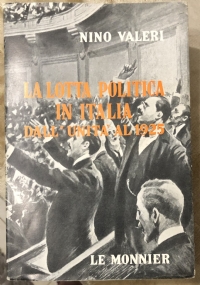 NINO VALERI
LA LOTTA POLITICA
IN ITALIA
DALL'UNITÀ AL 1925
LE MONNIER